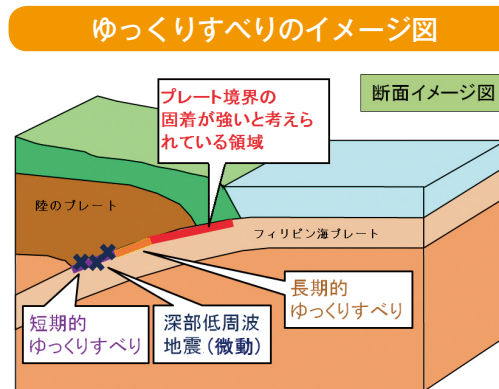 ゆっくりすべりのイメージ図
断面イメージ図
プレート境界の
固着が強いと考えら
れている領域
陸のプレート
フィリピン海プレート
短期的
ゆっくりすべり
深部低周波
地震（微動）
長期的
ゆっくりすべり